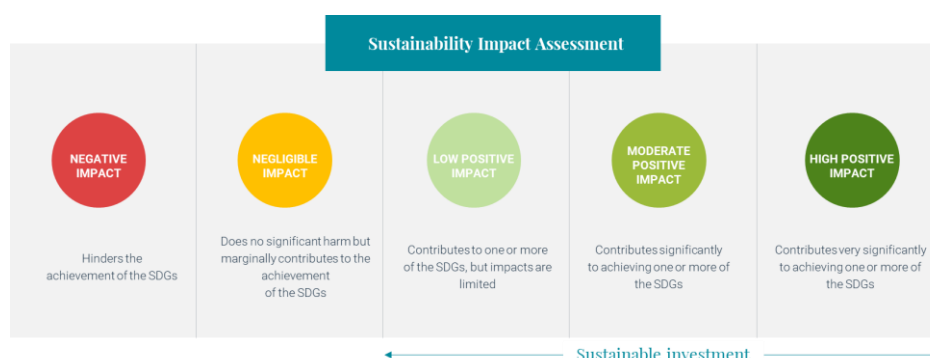 Sustainability Impact Assessment
NEGATIVE
IMPACT
Hinders the
achievement of the SDGs
NEGLIGIBLE
IMPACT
Does no significant harm but
marginally contributes to the
achievement
of the SDGs
LOW POSITIVE
IMPACT
Contributes to one or more
of the SDGs, but impacts are
limited
MODERATE
POSITIVE
IMPACT
Contributes significantly
to achieving one or more of
the SDGs
HIGH POSITIVE
IMPACT
Contributes very significantly
to achieving one or more of
the SDGs
Sustainable investment